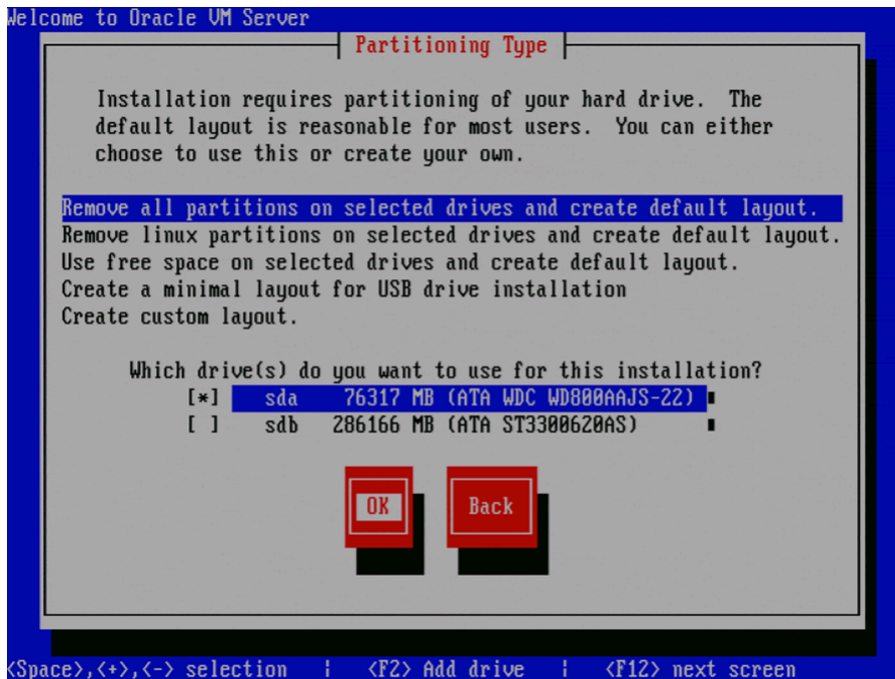 Welcome to Oracle VM Server
Partitioning Type
Installation requires partitioning of your hard drive.  The
default layout is reasonable for most users.  You can either
choose to use this or create your own.
Remove all partitions on selected drives and create default layout.
Remove linux partitions on selected drives and create default layout.
Use free space on selected drives and create default layout.
Create a minimal layout for USB drive installation
Create custom layout.
Which drive(s) do you want to use for this installation?
[*]   sda    76317 MB (ATA WDC WD800AAJS-22)
[ ]   sdb   286166 MB (ATA ST3300620AS)
OK   Back
<Space>,<+>,<-> selection   |   <F2> Add drive   |   <F12> next screen